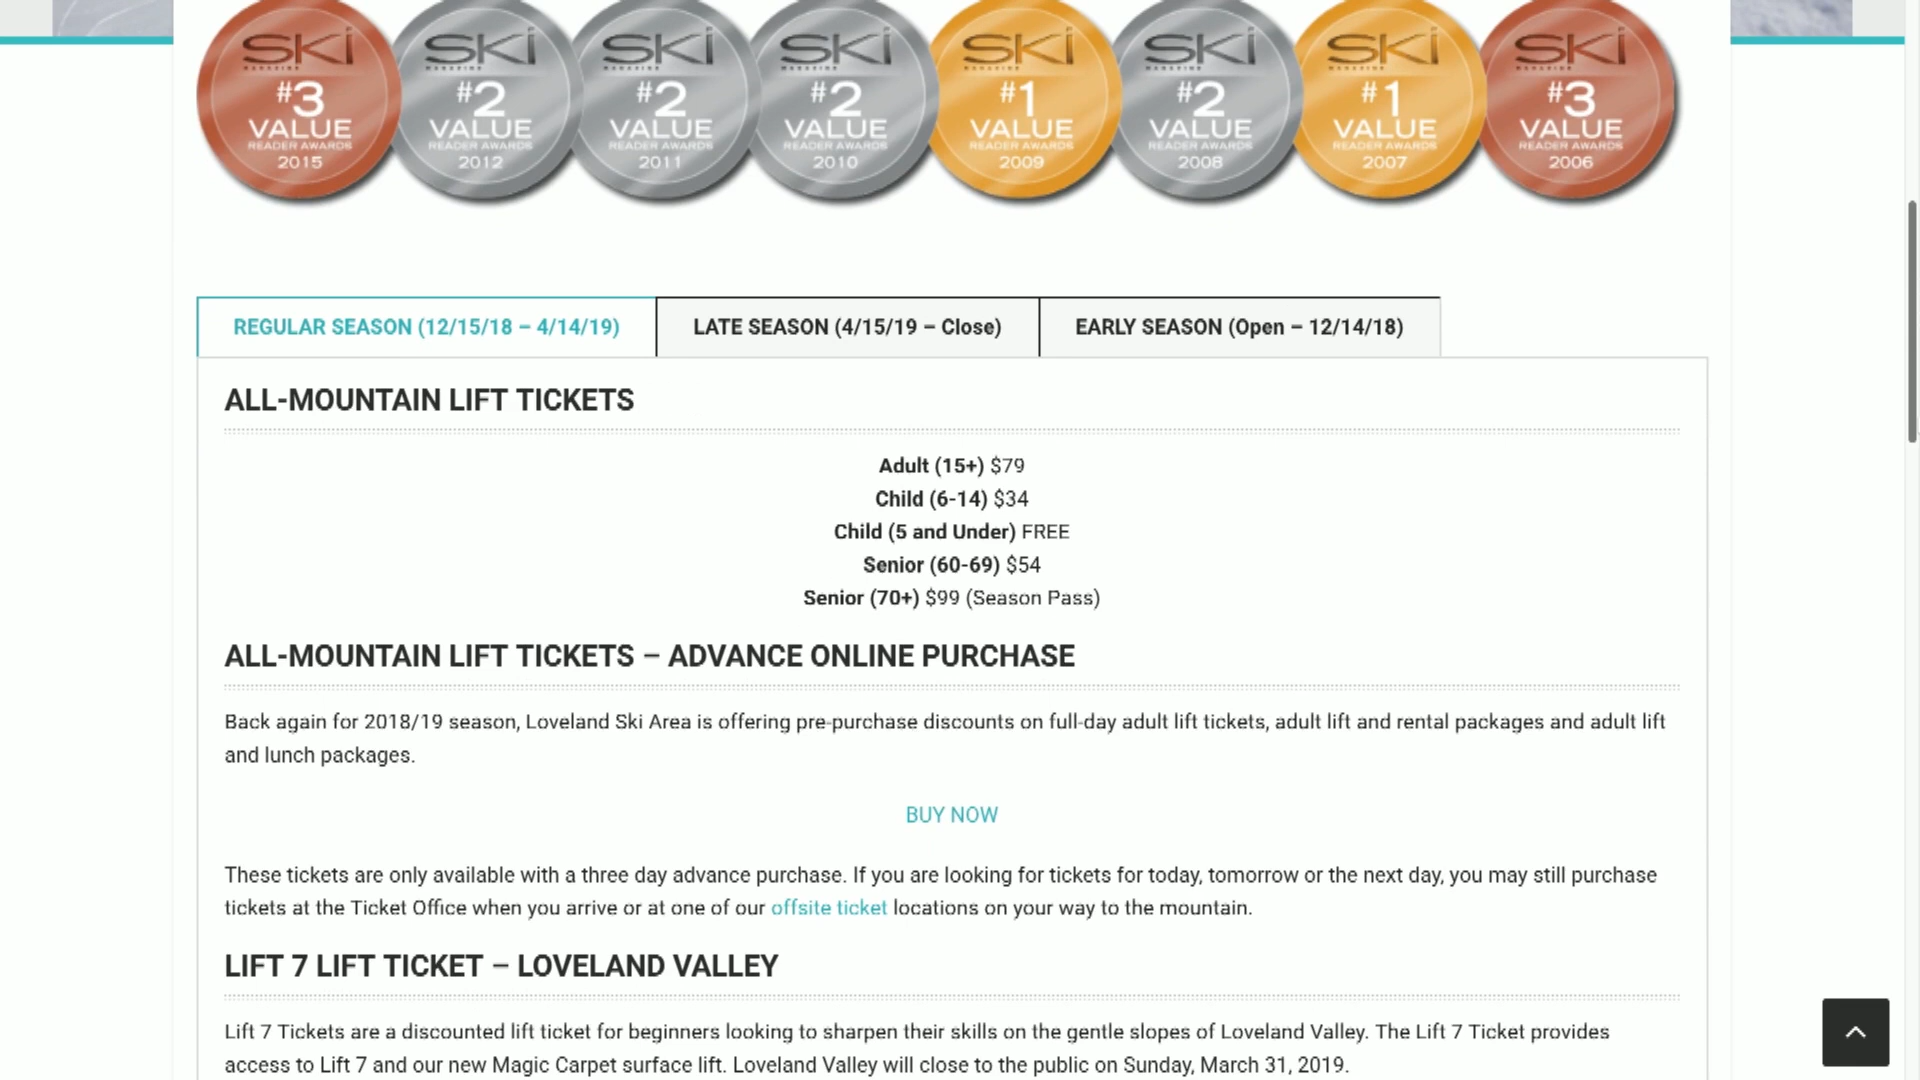 SKi SKi SKi SKi SKi SKi SKi SKi
MAGAZINE MAGAZINE MAGAZINE MAGAZINE MAGAZINE MAGAZINE MAGAZINE MAGAZINE
#3 #2 #2 #2 #1 #2 #1 #3
VALUE VALUE VALUE VALUE VALUE VALUE VALUE VALUE
READER AWARDS READER AWARDS READER AWARDS READER AWARDS READER AWARDS READER AWARDS READER AWARDS READER AWARDS
2015 2012 2011 2010 2009 2008 2007 2006
REGULAR SEASON (12/15/18 – 4/14/19) LATE SEASON (4/15/19 – Close) EARLY SEASON (Open – 12/14/18)
ALL-MOUNTAIN LIFT TICKETS
Adult (15+) $79
Child (6-14) $34
Child (5 and Under) FREE
Senior (60-69) $54
Senior (70+) $99 (Season Pass)
ALL-MOUNTAIN LIFT TICKETS – ADVANCE ONLINE PURCHASE
Back again for 2018/19 season, Loveland Ski Area is offering pre-purchase discounts on full-day adult lift tickets, adult lift and rental packages and adult lift
and lunch packages.
BUY NOW
These tickets are only available with a three day advance purchase. If you are looking for tickets for today, tomorrow or the next day, you may still purchase
tickets at the Ticket Office when you arrive or at one of our offsite ticket locations on your way to the mountain.
LIFT 7 LIFT TICKET – LOVELAND VALLEY
Lift 7 Tickets are a discounted lift ticket for beginners looking to sharpen their skills on the gentle slopes of Loveland Valley. The Lift 7 Ticket provides
access to Lift 7 and our new Magic Carpet surface lift. Loveland Valley will close to the public on Sunday, March 31, 2019.